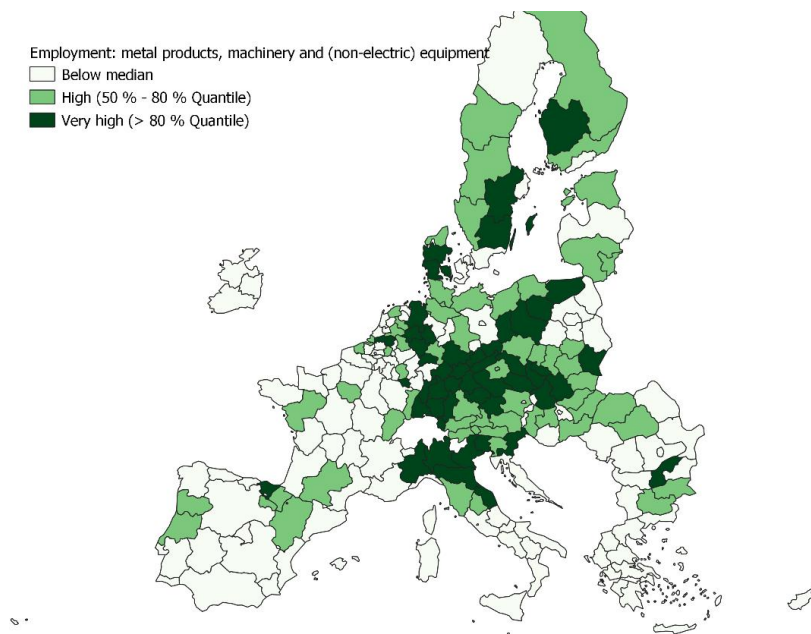 Employment: metal products, machinery and (non-electric) equipment
Below median
High (50 % - 80 % Quantile)
Very high (> 80 % Quantile)